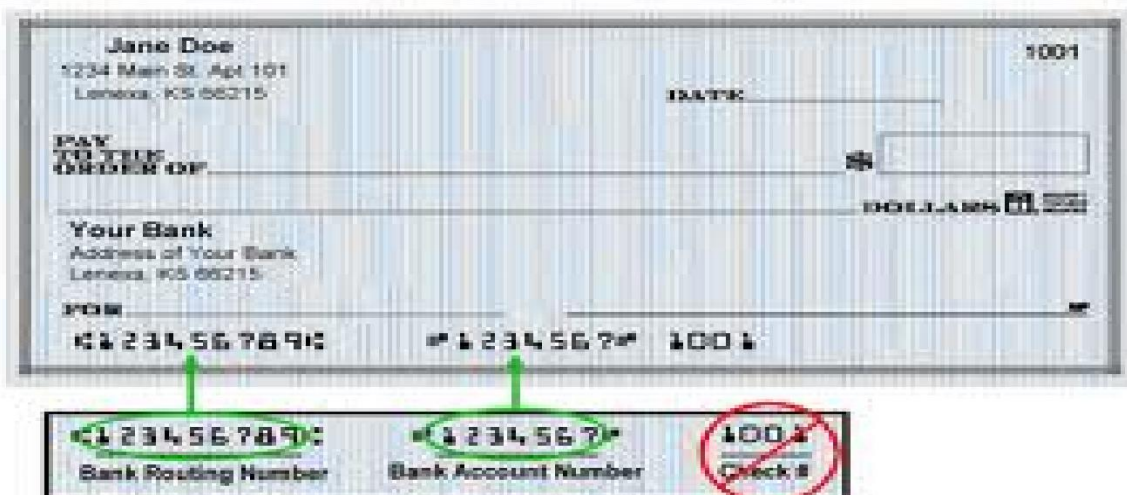 Jane Doe
1001
1234 Main St. Apt 101
Lenexa, KS 66215
DATE
PAY
TO THE
ORDER OF
$
DOLLARS
Your Bank
Address of Your Bank
Lenexa, KS 66215
FOR
⑆123456789⑆ ⑈1234567⑈ 1001
⑆123456789⑆ ⑈1234567⑈ 1001
Bank Routing Number Bank Account Number Check #